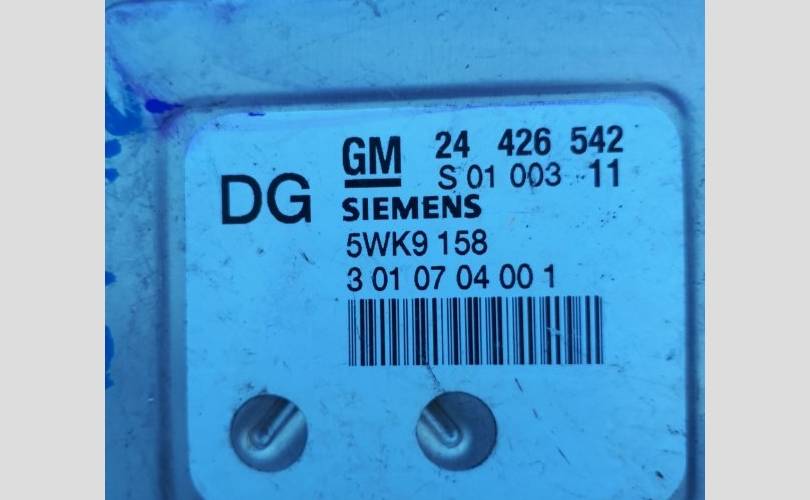 GM 24 426 542
S 01 003 11
DG
SIEMENS
5WK9 158
3 01 07 04 00 1